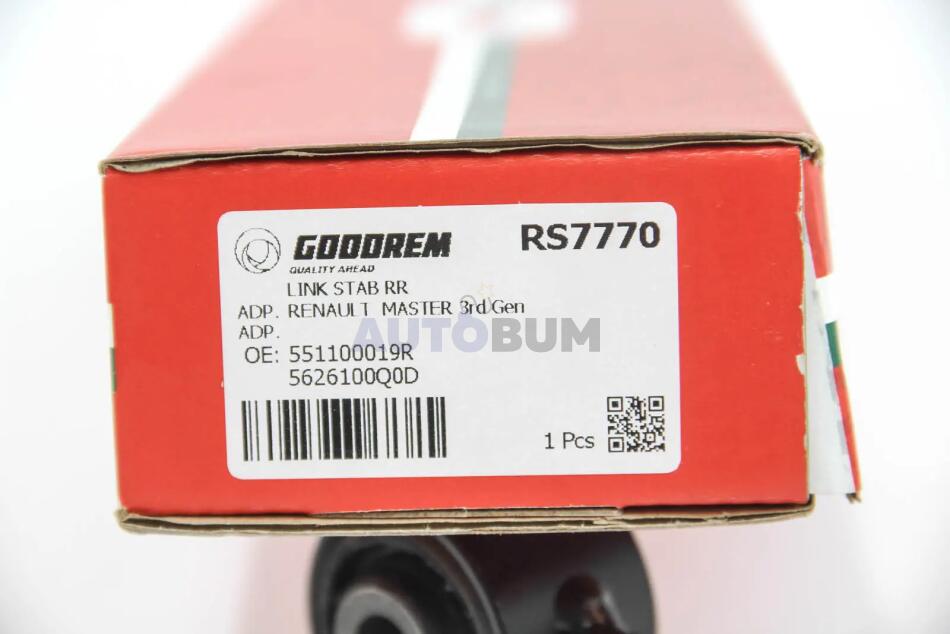 GOODREM
QUALITY AHEAD
RS7770
LINK STAB RR
ADP. RENAULT MASTER 3rd Gen
ADP.
AUTOBUM
OE: 551100019R
5626100Q0D
1 Pcs